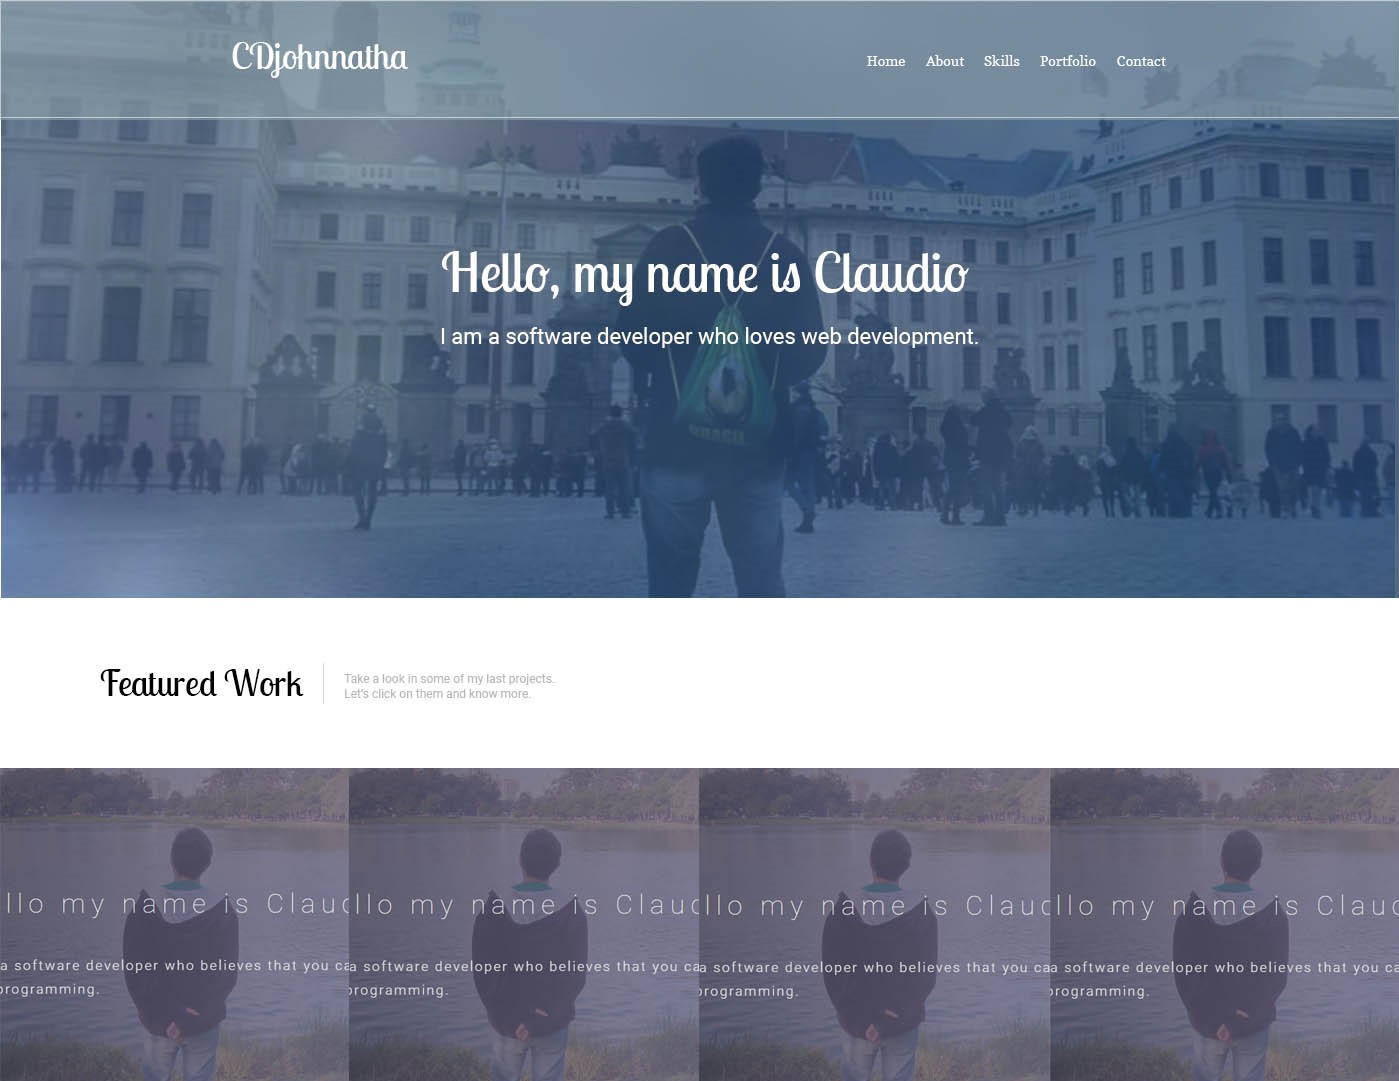 CDjohnnatha
Home About Skills Portfolio Contact
Hello, my name is Claudio
I am a software developer who loves web development.
BRASIL
Featured Work
Take a look in some of my last projects.
Let's click on them and know more.
llo my name is Claud
a software developer who believes that you ca
programming.
llo my name is Claud
a software developer who believes that you ca
programming.
llo my name is Claud
a software developer who believes that you ca
programming.
llo my name is Claud
a software developer who believes that you ca
programming.